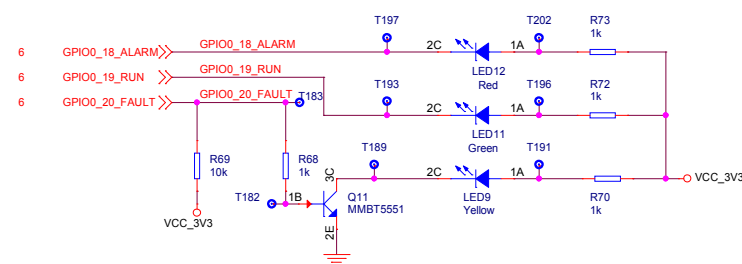 T197 T202 R73
1k
6 GPIO0_18_ALARM GPIO0_18_ALARM 2C 1A
LED12
Red
6 GPIO0_19_RUN GPIO0_19_RUN
T193 T196 R72
1k
6 GPIO0_20_FAULT GPIO0_20_FAULT T183
2C 1A
LED11
Green
R69
10k
R68
1k
T189 T191
3C 2C 1A VCC_3V3
T182 1B
Q11
MMBT5551
LED9
Yellow
R70
1k
VCC_3V3
2E